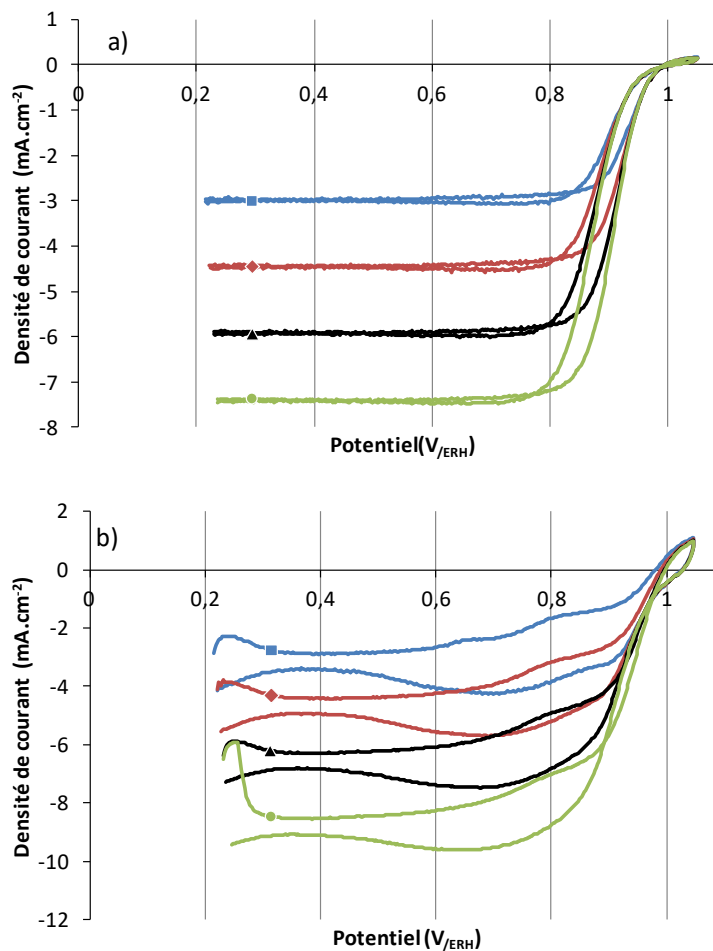 a)
1
0
-1
-2
-3
-4
-5
-6
-7
-8
0 0,2 0,4 0,6 0,8 1
Densité de courant (mA.cm-2)
Potentiel(V/ERH)
b)
2
0
-2
-4
-6
-8
-10
-12
0 0,2 0,4 0,6 0,8 1
Densité de courant (mA.cm-2)
Potentiel (V/ERH)